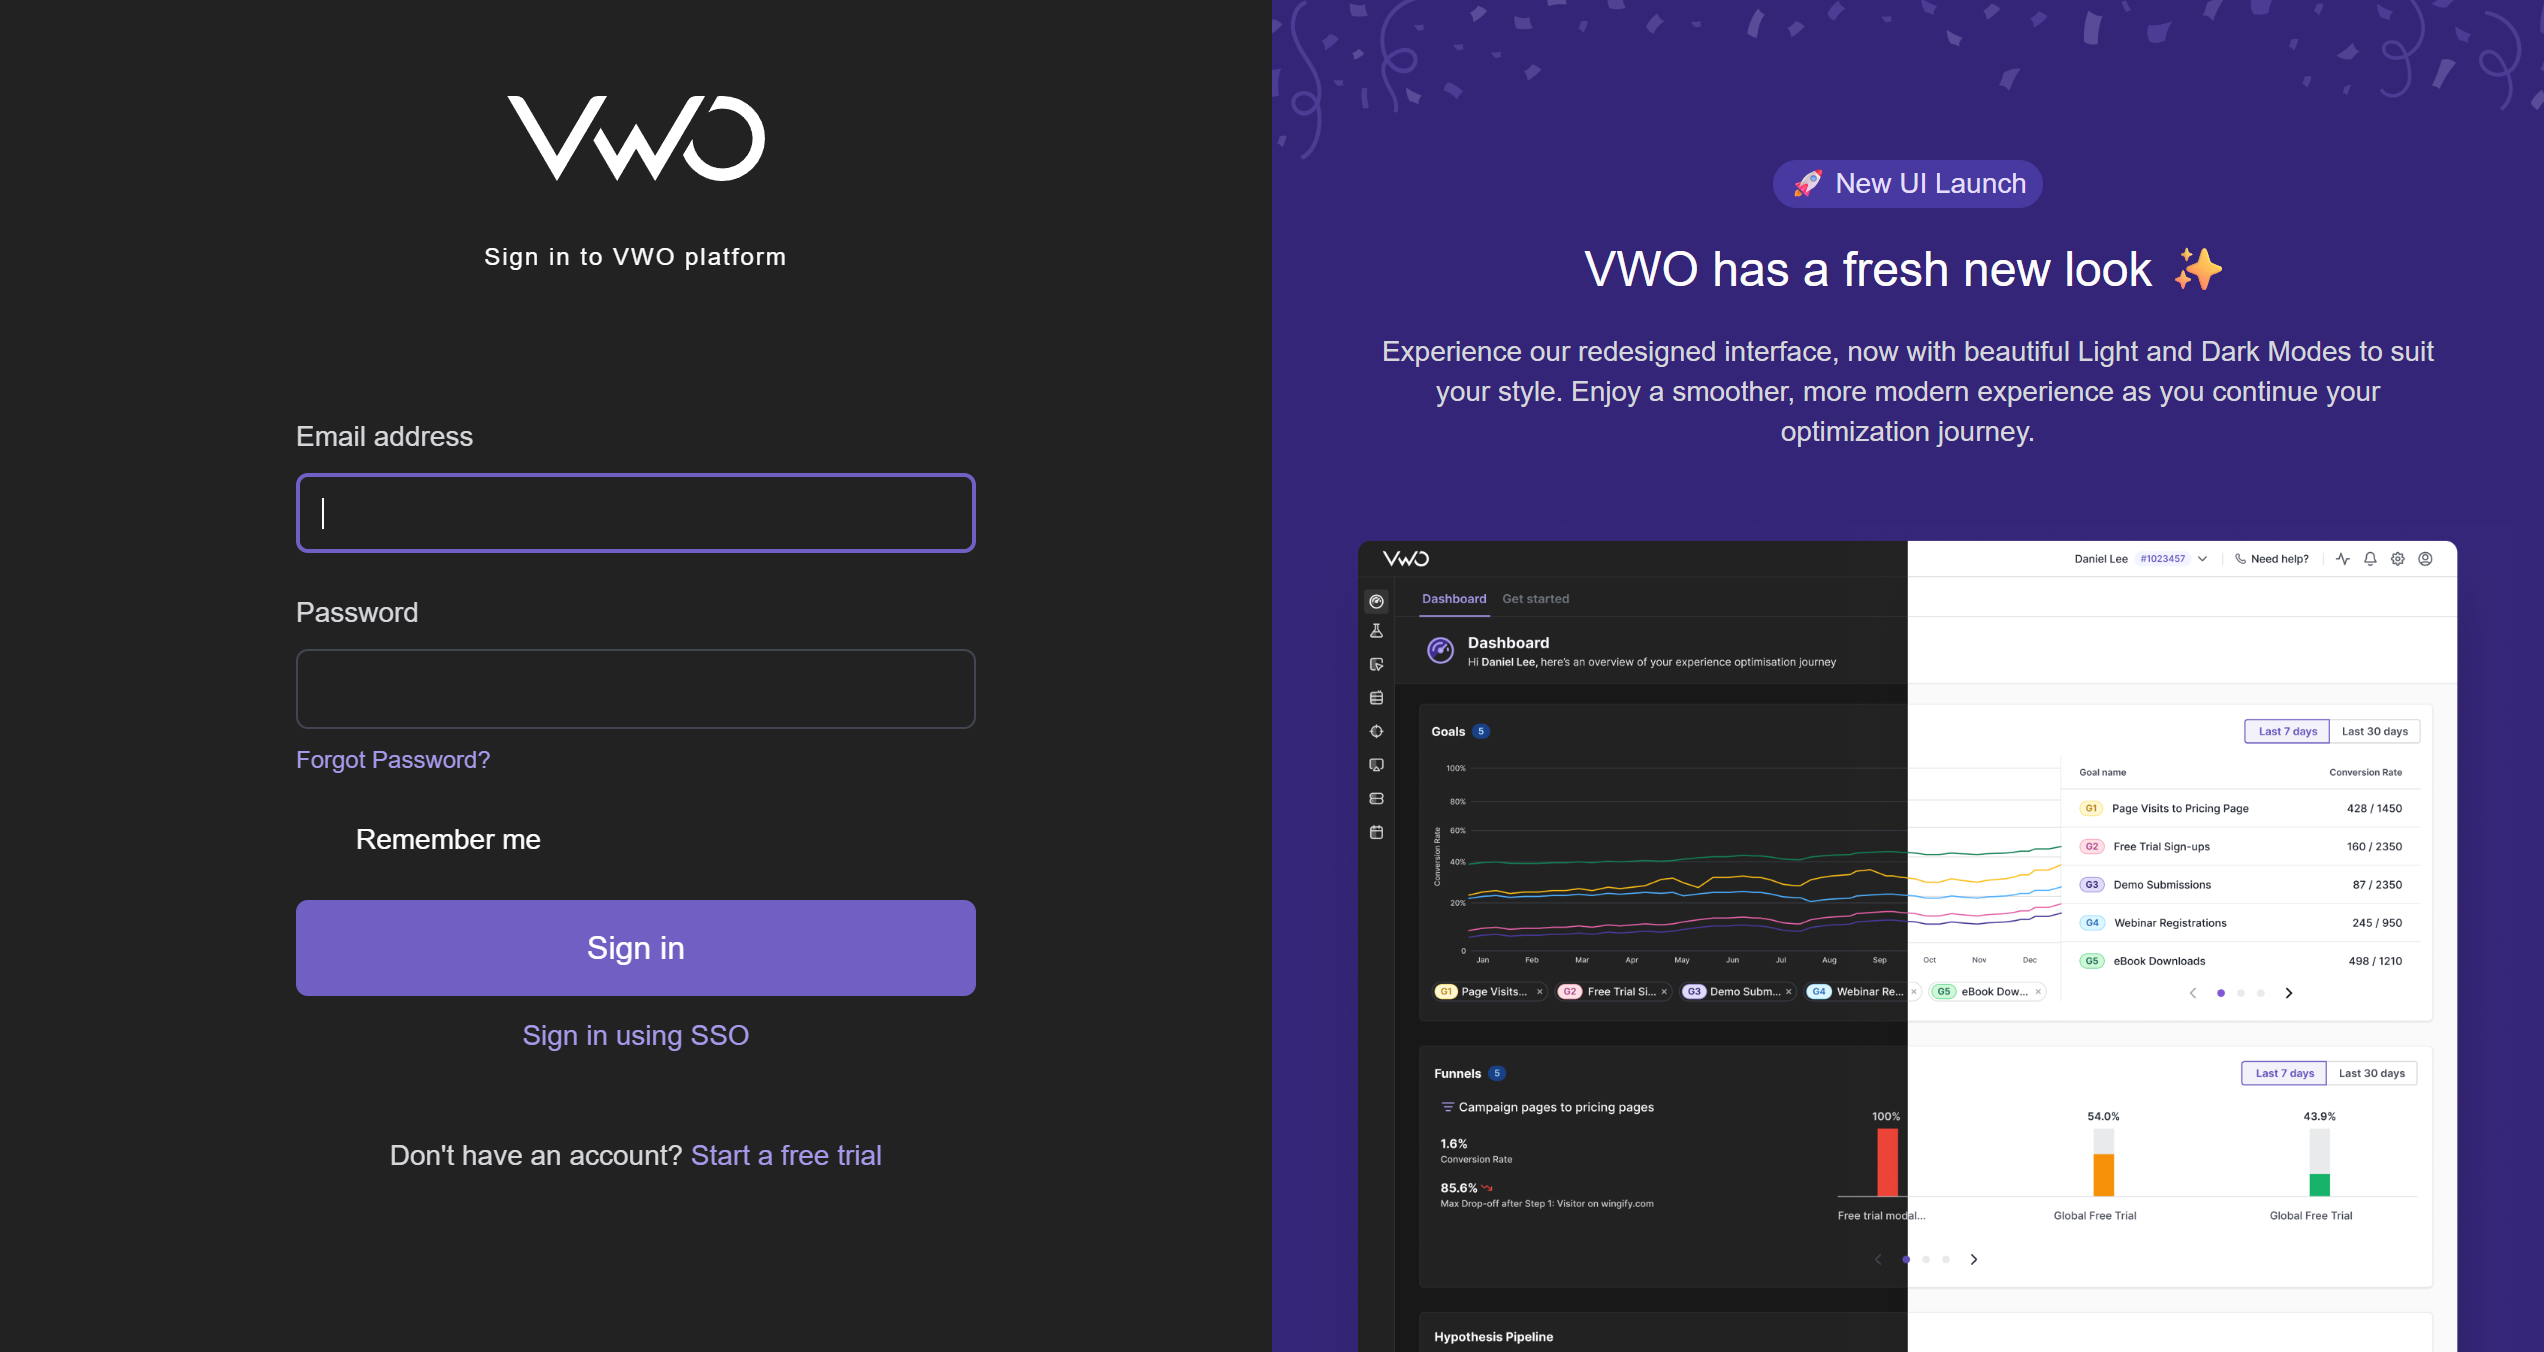 VWO
Sign in to VWO platform
Email address
Password
Forgot Password?
Remember me
Sign in
Sign in using SSO
Don't have an account? Start a free trial
🚀 New UI Launch
VWO has a fresh new look ✨
Experience our redesigned interface, now with beautiful Light and Dark Modes to suit
your style. Enjoy a smoother, more modern experience as you continue your
optimization journey.
VWO
Daniel Lee #1023457 Need help?
Dashboard Get started
Dashboard
Hi Daniel Lee, here's an overview of your experience optimisation journey
Goals 5
Last 7 days Last 30 days
Conversion Rate
100%
80%
60%
40%
20%
0
Jan Feb Mar Apr May Jun Jul Aug Sep Oct Nov Dec
G1 Page Visits... × G2 Free Trial Si... × G3 Demo Subm... × G4 Webinar Re... × G5 eBook Dow... ×
Goal name Conversion Rate
G1 Page Visits to Pricing Page 428 / 1450
G2 Free Trial Sign-ups 160 / 2350
G3 Demo Submissions 87 / 2350
G4 Webinar Registrations 245 / 950
G5 eBook Downloads 498 / 1210
Funnels 5
Last 7 days Last 30 days
Campaign pages to pricing pages
1.6%
Conversion Rate
85.6%
Max Drop-off after Step 1: Visitor on wingify.com
100% 54.0% 43.9%
Free trial modal... Global Free Trial Global Free Trial
Hypothesis Pipeline